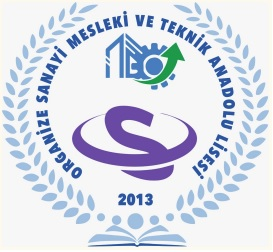 ORGANİZE SANAYİ MESLEKİ VE TEKNİK ANADOLU LİSESİ
2013